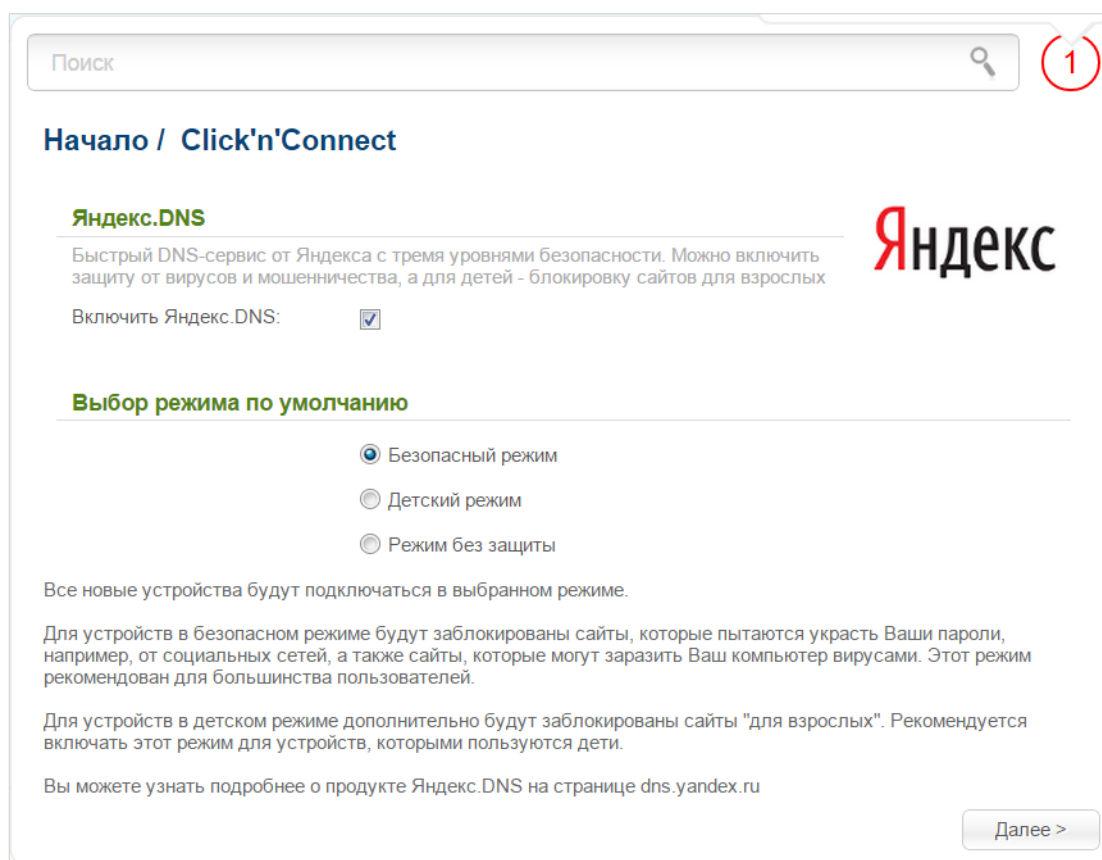 Поиск
1
Начало / Click'n'Connect
Яндекс.DNS
Яндекс
Быстрый DNS-сервис от Яндекса с тремя уровнями безопасности. Можно включить
защиту от вирусов и мошенничества, а для детей - блокировку сайтов для взрослых
Включить Яндекс.DNS:
Выбор режима по умолчанию
Безопасный режим
Детский режим
Режим без защиты
Все новые устройства будут подключаться в выбранном режиме.
Для устройств в безопасном режиме будут заблокированы сайты, которые пытаются украсть Ваши пароли,
например, от социальных сетей, а также сайты, которые могут заразить Ваш компьютер вирусами. Этот режим
рекомендован для большинства пользователей.
Для устройств в детском режиме дополнительно будут заблокированы сайты "для взрослых". Рекомендуется
включать этот режим для устройств, которыми пользуются дети.
Вы можете узнать подробнее о продукте Яндекс.DNS на странице dns.yandex.ru
Далее >